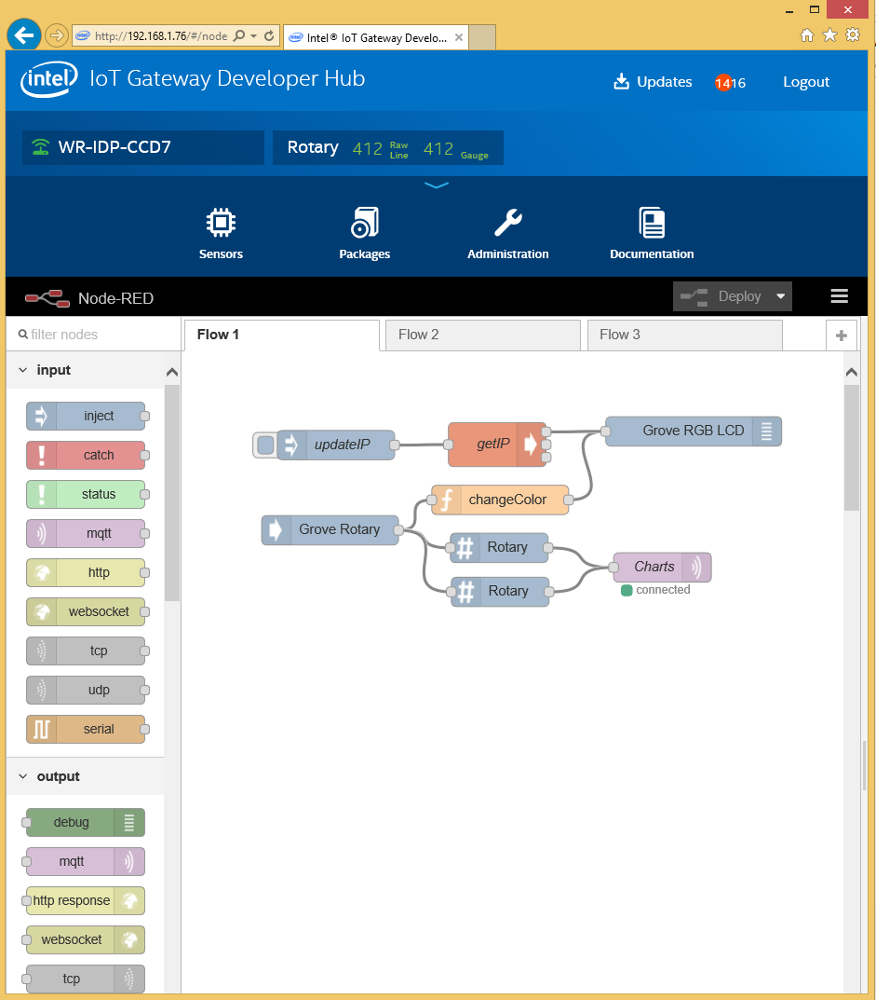 http://192.168.1.76/#/node
Intel® IoT Gateway Develo...
intel IoT Gateway Developer Hub
Updates 1416 Logout
WR-IDP-CCD7 Rotary 412 Raw Line 412 Gauge
Sensors Packages Administration Documentation
Node-RED Deploy
filter nodes
Flow 1 Flow 2 Flow 3
input
inject
catch
status
mqtt
http
websocket
tcp
udp
serial
output
debug
mqtt
http response
websocket
tcp
updateIP
getIP
Grove RGB LCD
changeColor
Grove Rotary
Rotary
Rotary
Charts
connected